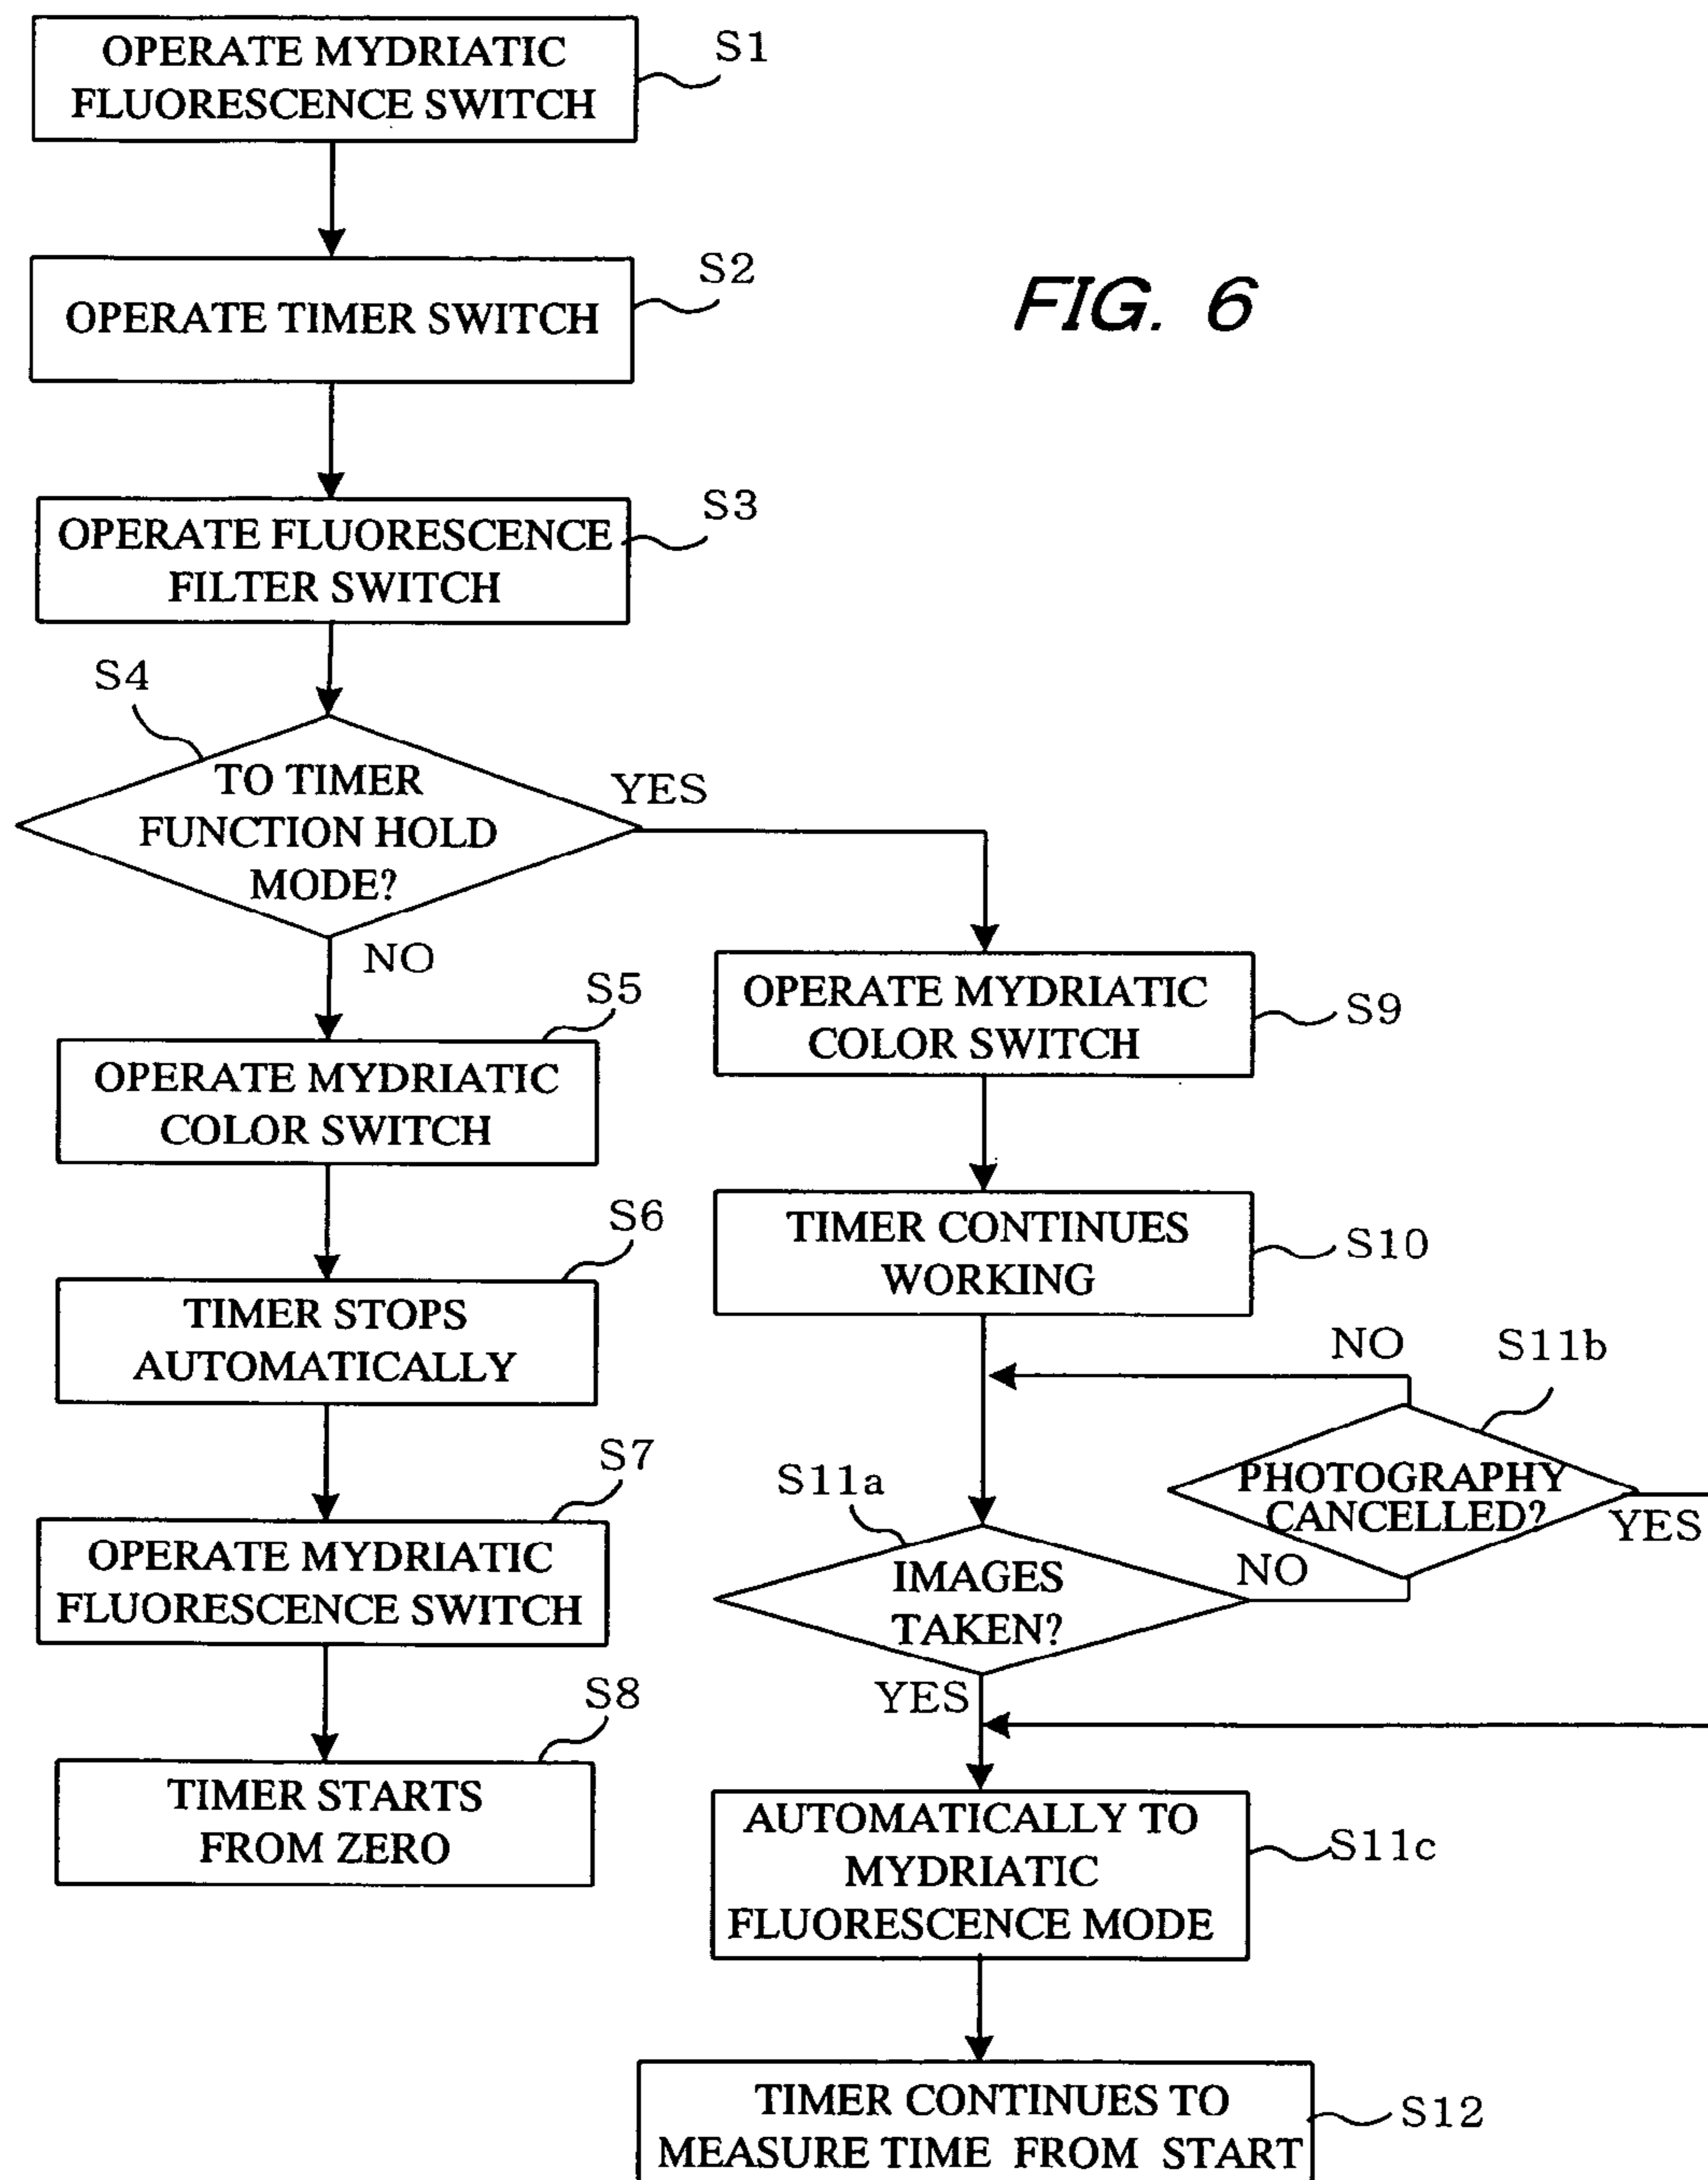 OPERATE MYDRIATIC
FLUORESCENCE SWITCH
S1
OPERATE TIMER SWITCH
S2
FIG. 6
OPERATE FLUORESCENCE
FILTER SWITCH
S3
S4
TO TIMER
FUNCTION HOLD
MODE?
YES
NO
S5
OPERATE MYDRIATIC
COLOR SWITCH
S6
TIMER STOPS
AUTOMATICALLY
S7
OPERATE MYDRIATIC
FLUORESCENCE SWITCH
S8
TIMER STARTS
FROM ZERO
OPERATE MYDRIATIC
COLOR SWITCH
S9
TIMER CONTINUES
WORKING
S10
NO
S11b
PHOTOGRAPHY
CANCELLED?
YES
S11a
IMAGES
TAKEN?
NO
YES
AUTOMATICALLY TO
MYDRIATIC
FLUORESCENCE MODE
S11c
TIMER CONTINUES TO
MEASURE TIME FROM START
S12